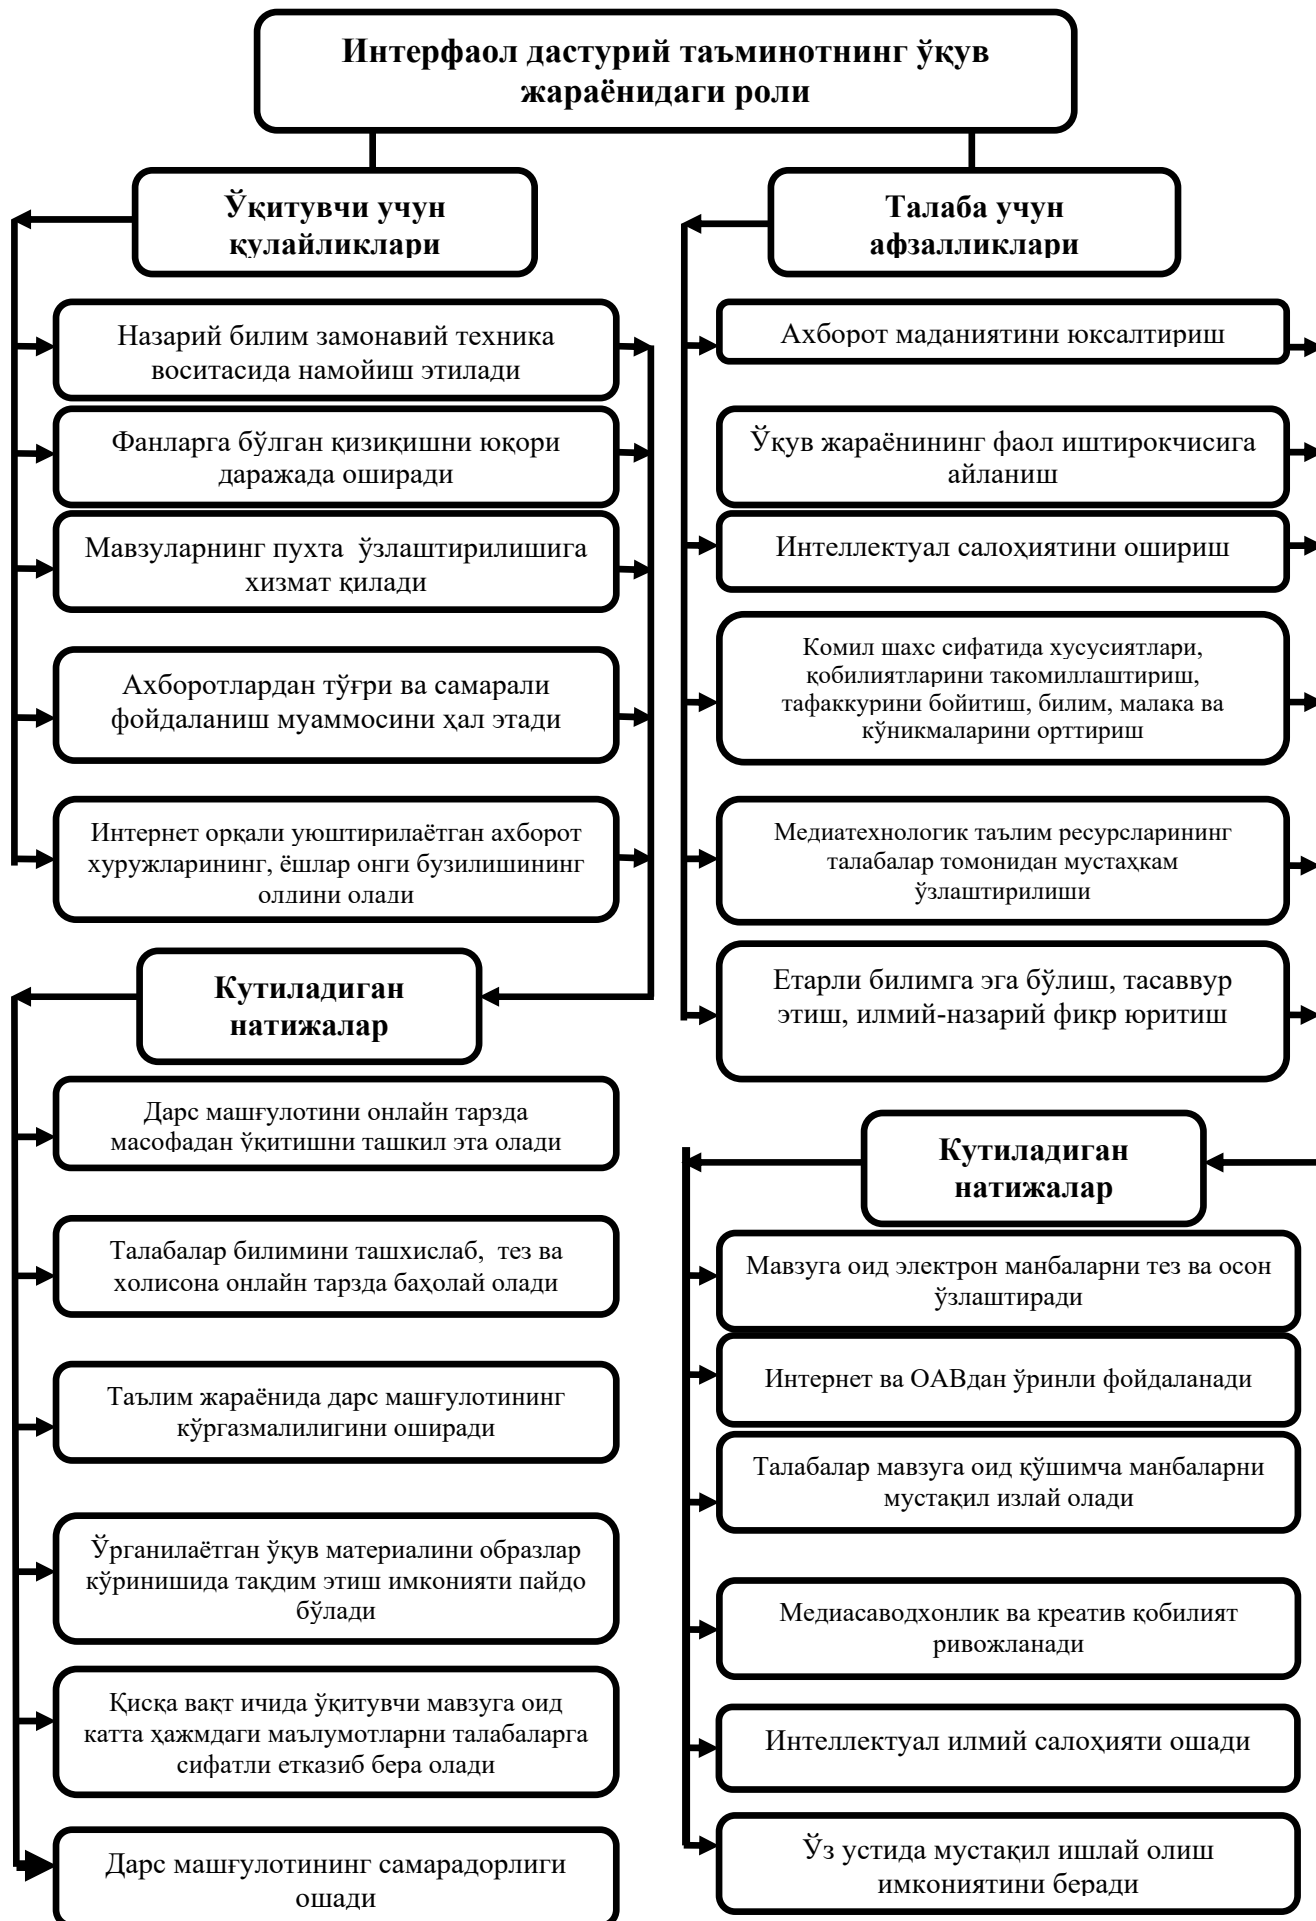 Интерфаол дастурий таъминотнинг ўқув
жараёнидаги роли
Ўқитувчи учун
қулайликлари
Назарий билим замонавий техника
воситасида намойиш этилади
Фанларга бўлган қизиқишни юқори
даражада оширади
Мавзуларнинг пухта ўзлаштирилишига
хизмат қилади
Ахборотлардан тўғри ва самарали
фойдаланиш муаммосини ҳал этади
Интернет орқали уюштирилаётган ахборот
хуружларининг, ёшлар онги бузилишининг
олдини олади
Кутиладиган
натижалар
Дарс машғулотини онлайн тарзда
масофадан ўқитишни ташкил эта олади
Талабалар билимини ташхислаб, тез ва
холисона онлайн тарзда баҳолай олади
Таълим жараёнида дарс машғулотининг
кўргазмалилигини оширади
Ўрганилаётган ўқув материалини образлар
кўринишида тақдим этиш имконияти пайдо
бўлади
Қисқа вақт ичида ўқитувчи мавзуга оид
катта ҳажмдаги маълумотларни талабаларга
сифатли етказиб бера олади
Дарс машғулотининг самарадорлиги
ошади
Талаба учун
афзалликлари
Ахборот маданиятини юксалтириш
Ўқув жараёнининг фаол иштирокчисига
айланиш
Интеллектуал салоҳиятини ошириш
Комил шахс сифатида хусусиятлари,
қобилиятларини такомиллаштириш,
тафаккурини бойитиш, билим, малака ва
кўникмаларини орттириш
Медиатехнологик таълим ресурсларининг
талабалар томонидан мустаҳкам
ўзлаштирилиши
Етарли билимга эга бўлиш, тасаввур
этиш, илмий-назарий фикр юритиш
Кутиладиган
натижалар
Мавзуга оид электрон манбаларни тез ва осон
ўзлаштиради
Интернет ва ОАВдан ўринли фойдаланади
Талабалар мавзуга оид қўшимча манбаларни
мустақил излай олади
Медиасаводхонлик ва креатив қобилият
ривожланади
Интеллектуал илмий салоҳияти ошади
Ўз устида мустақил ишлай олиш
имкониятини беради